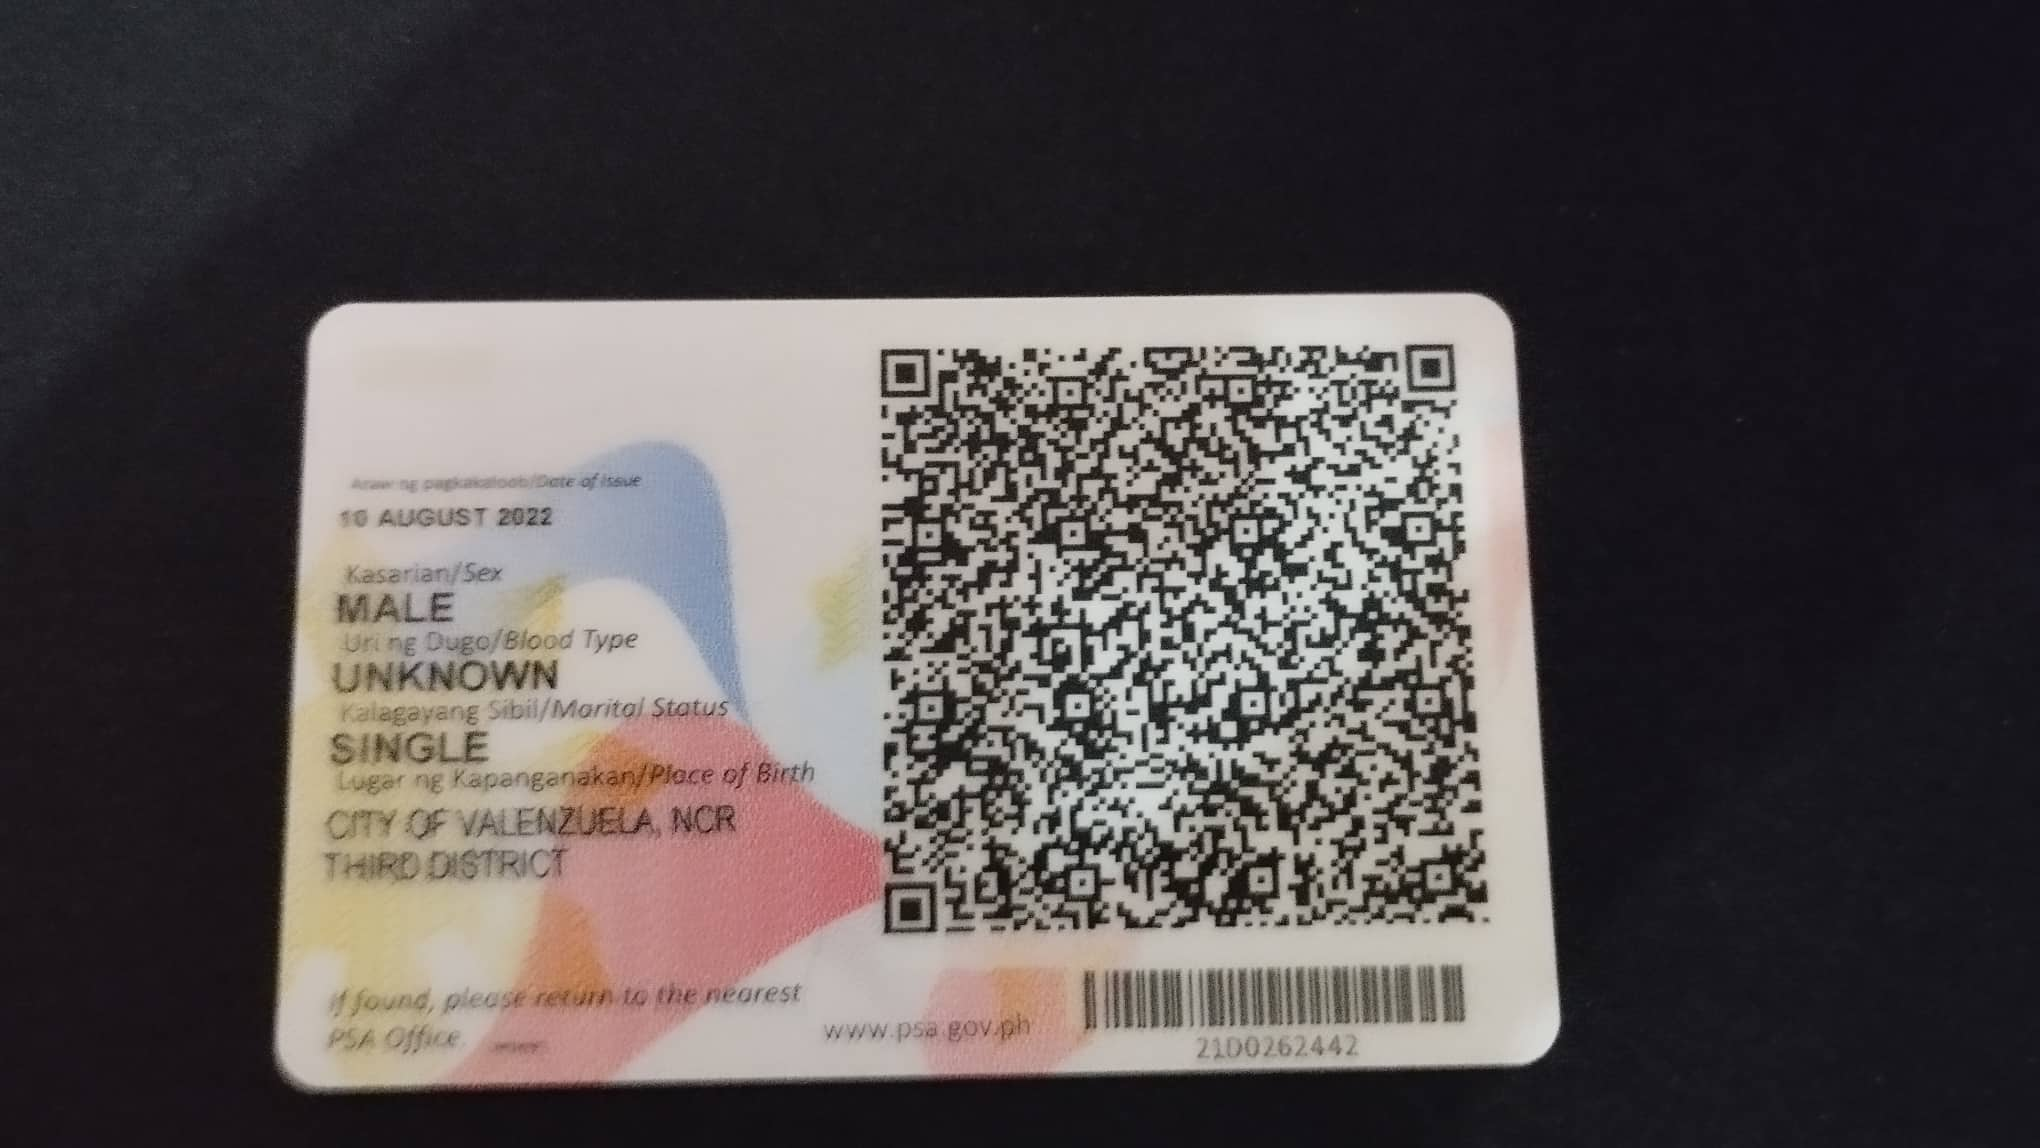 Araw ng pagkakaloob/Date of issue
10 AUGUST 2022
Kasarian/Sex
MALE
Uri ng Dugo/Blood Type
UNKNOWN
Kalagayang Sibil/Marital Status
SINGLE
Lugar ng Kapanganakan/Place of Birth
CITY OF VALENZUELA, NCR
THIRD DISTRICT
If found, please return to the nearest
PSA Office.
www.psa.gov.ph
21D0262442